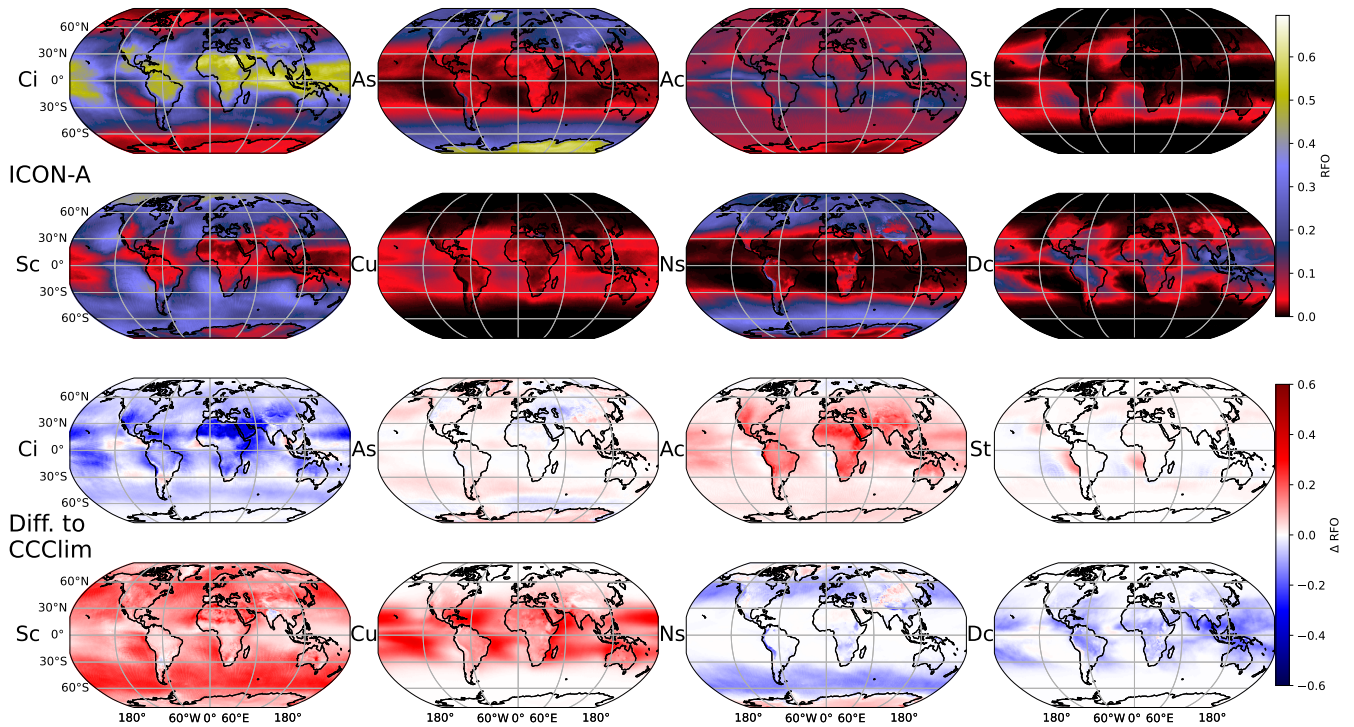 60°N
30°N
Ci 0° As Ac St
30°S
60°S
0.6
0.5
0.4
0.3
0.2
0.1
0.0
RFO
ICON-A
60°N
30°N
Sc 0° Cu Ns Dc
30°S
60°S
60°N
30°N
Ci 0° As Ac St
30°S
60°S
0.6
0.4
0.2
0.0
−0.2
−0.4
−0.6
Δ RFO
Diff. to
CCClim
60°N
30°N
Sc 0° Cu Ns Dc
30°S
60°S
180° 60°W 0° 60°E 180° 180° 60°W 0° 60°E 180° 180° 60°W 0° 60°E 180° 180° 60°W 0° 60°E 180°